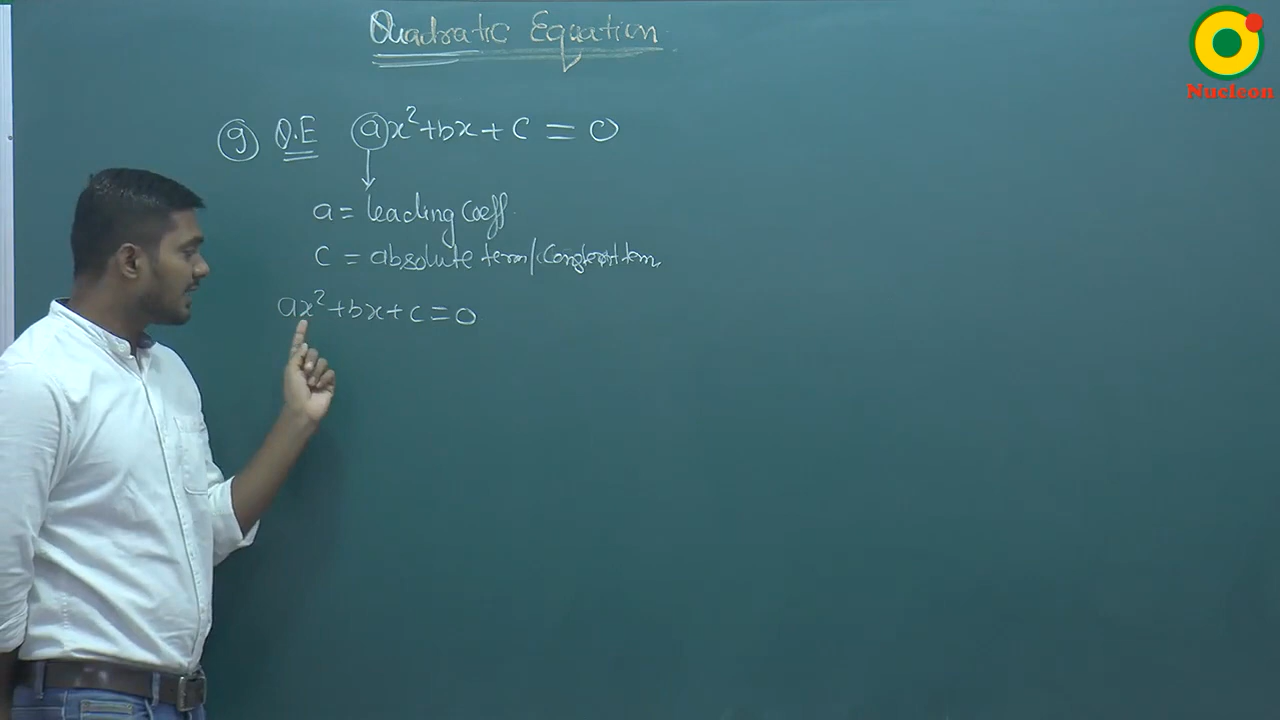 Quadratic Equation
Nucleon
9 Q.E ax²+bx+c=0
a = leading coeff.
c = absolute term/constant term
ax²+bx+c=0